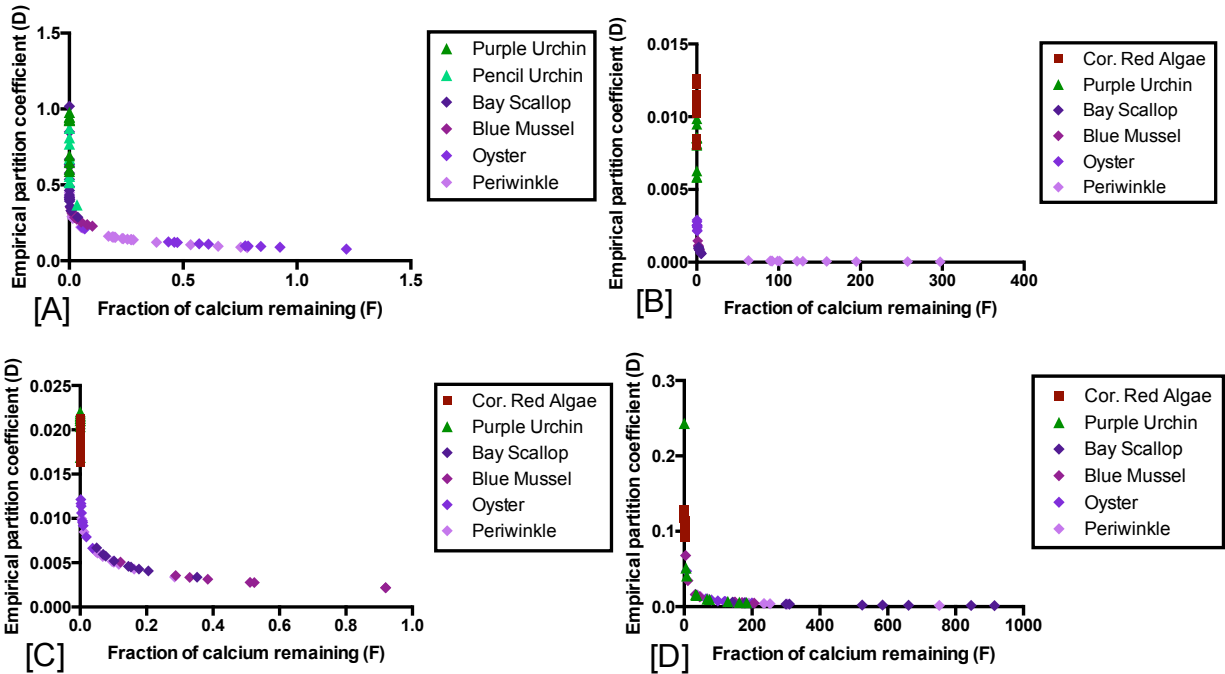 Empirical partition coefficient (D)
1.5
1.0
0.5
0.0
0.0
0.5
1.0
1.5
Fraction of calcium remaining (F)
[A]
Purple Urchin
Pencil Urchin
Bay Scallop
Blue Mussel
Oyster
Periwinkle
Empirical partition coefficient (D)
0.015
0.010
0.005
0.000
0
100
200
300
400
Fraction of calcium remaining (F)
[B]
Cor. Red Algae
Purple Urchin
Bay Scallop
Blue Mussel
Oyster
Periwinkle
Empirical partition coefficient (D)
0.025
0.020
0.015
0.010
0.005
0.000
0.0
0.2
0.4
0.6
0.8
1.0
Fraction of calcium remaining (F)
[C]
Cor. Red Algae
Purple Urchin
Bay Scallop
Blue Mussel
Oyster
Periwinkle
Empirical partition coefficient (D)
0.3
0.2
0.1
0.0
0
200
400
600
800
1000
Fraction of calcium remaining (F)
[D]
Cor. Red Algae
Purple Urchin
Bay Scallop
Blue Mussel
Oyster
Periwinkle